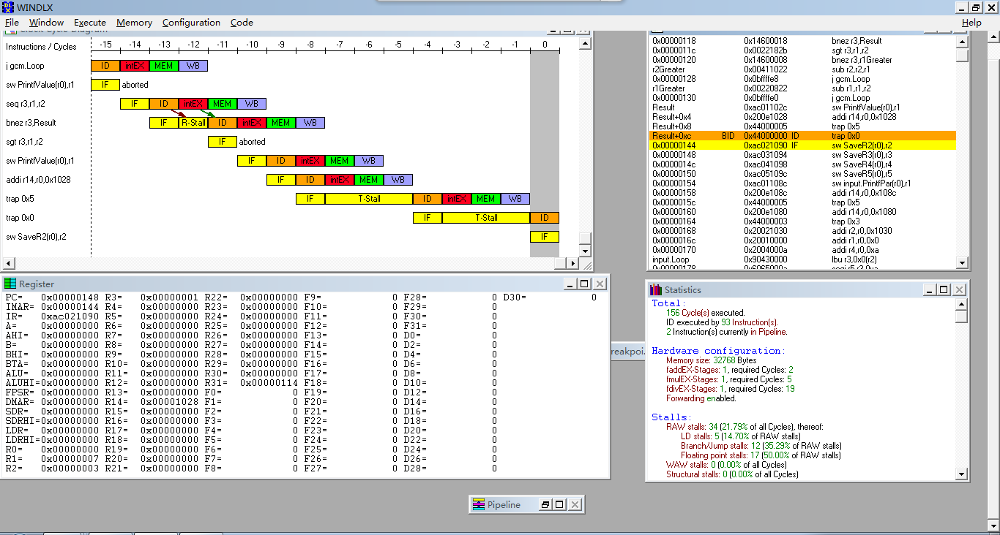 WINDLX
File Window Execute Memory Configuration Code Help
Clock Cycle Diagram
Instructions / Cycles -15 -14 -13 -12 -11 -10 -9 -8 -7 -6 -5 -4 -3 -2 -1 0
j gcm.Loop ID intEX MEM WB
sw PrintValue(r0),r1 IF aborted
seq r3,r1,r2 IF ID intEX MEM WB
bnez r3,Result IF R-Stall ID intEX MEM WB
sgt r3,r1,r2 IF aborted
sw PrintValue(r0),r1 IF ID intEX MEM WB
addi r14,r0,0x1028 IF ID intEX MEM WB
trap 0x5 IF T-Stall ID intEX MEM WB
trap 0x0 IF T-Stall ID
sw SaveR2(r0),r2 IF
0x00000118 0x14600018 bnez r3,Result
0x0000011c 0x0022182b sgt r3,r1,r2
0x00000120 0x14600008 bnez r3,r1Greater
r2Greater 0x00411022 sub r2,r2,r1
0x00000128 0x0bffffe8 j gcm.Loop
r1Greater 0x00220822 sub r1,r1,r2
0x00000130 0x0bffffe0 j gcm.Loop
Result 0xac01102c sw PrintValue(r0),r1
Result+0x4 0x200e1028 addi r14,r0,0x1028
Result+0x8 0x44000005 trap 0x5
Result+0xc BID 0x44000000 ID trap 0x0
0x00000144 0xac021090 IF sw SaveR2(r0),r2
0x00000148 0xac031094 sw SaveR3(r0),r3
0x0000014c 0xac041098 sw SaveR4(r0),r4
0x00000150 0xac05109c sw SaveR5(r0),r5
0x00000154 0xac01108c sw input.PrintfPar(r0),r1
0x00000158 0x200e108c addi r14,r0,0x108c
0x0000015c 0x44000005 trap 0x5
0x00000160 0x200e1080 addi r14,r0,0x1080
0x00000164 0x44000003 trap 0x3
0x00000168 0x20021030 addi r2,r0,0x1030
0x0000016c 0x20010000 addi r1,r0,0x0
0x00000170 0x2004000a addi r4,r0,0xa
input.Loop 0x90430000 lbu r3,0x0(r2)
Register
PC= 0x00000148 R3= 0x00000001 R22= 0x00000000 F9= 0 F28= 0 D30= 0
IMAR= 0x00000144 R4= 0x00000000 R23= 0x00000000 F10= 0 F29= 0
IR= 0xac021090 R5= 0x00000000 R24= 0x00000000 F11= 0 F30= 0
A= 0x00000000 R6= 0x00000000 R25= 0x00000000 F12= 0 F31= 0
AHI= 0x00000000 R7= 0x00000000 R26= 0x00000000 F13= 0 D0= 0
B= 0x00000000 R8= 0x00000000 R27= 0x00000000 F14= 0 D2= 0
BHI= 0x00000000 R9= 0x00000000 R28= 0x00000000 F15= 0 D4= 0
BTA= 0x00000000 R10= 0x00000000 R29= 0x00000000 F16= 0 D6= 0
ALU= 0x00000000 R11= 0x00000000 R30= 0x00000000 F17= 0 D8= 0
ALUHI= 0x00000000 R12= 0x00000000 R31= 0x00000114 F18= 0 D10= 0
FPSR= 0x00000000 R13= 0x00000000 F0= 0 F19= 0 D12= 0
DMAR= 0x00000000 R14= 0x00001028 F1= 0 F20= 0 D14= 0
SDR= 0x00000000 R15= 0x00000000 F2= 0 F21= 0 D16= 0
SDRHI= 0x00000000 R16= 0x00000000 F3= 0 F22= 0 D18= 0
LDR= 0x00000000 R17= 0x00000000 F4= 0 F23= 0 D20= 0
LDRHI= 0x00000000 R18= 0x00000000 F5= 0 F24= 0 D22= 0
R0= 0x00000000 R19= 0x00000000 F6= 0 F25= 0 D24= 0
R1= 0x00000007 R20= 0x00000000 F7= 0 F26= 0 D26= 0
R2= 0x00000003 R21= 0x00000000 F8= 0 F27= 0 D28= 0
reakpoi.
Statistics
Total:
156 Cycle(s) executed.
ID executed by 93 Instruction(s).
2 Instruction(s) currently in Pipeline.
Hardware configuration:
Memory size: 32768 Bytes
faddEX-Stages: 1, required Cycles: 2
fmulEX-Stages: 1, required Cycles: 5
fdivEX-Stages: 1, required Cycles: 19
Forwarding enabled.
Stalls:
RAW stalls: 34 (21.79% of all Cycles), thereof:
LD stalls: 5 (14.70% of RAW stalls)
Branch/Jump stalls: 12 (35.29% of RAW stalls)
Floating point stalls: 17 (50.00% of RAW stalls)
WAW stalls: 0 (0.00% of all Cycles)
Structural stalls: 0 (0.00% of all Cycles)
Pipeline